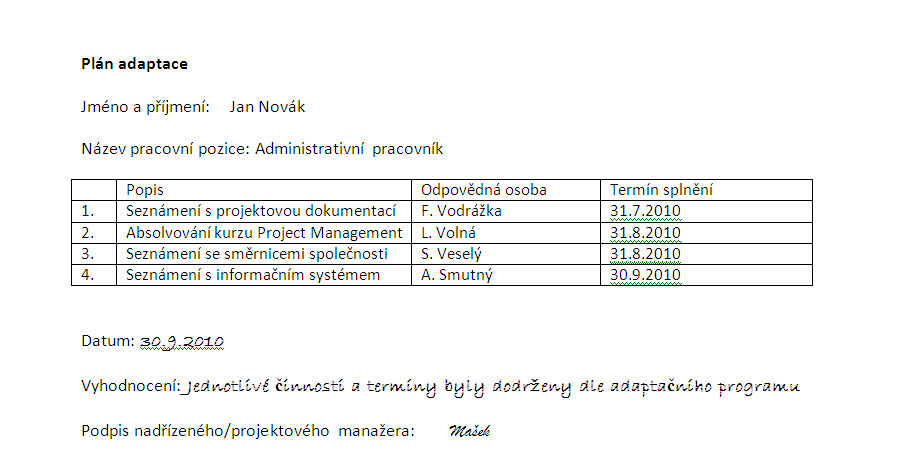 Plán adaptace
Jméno a příjmení: Jan Novák
Název pracovní pozice: Administrativní pracovník
Popis Odpovědná osoba Termín splnění
1. Seznámení s projektovou dokumentací F. Vodrážka 31.7.2010
2. Absolvování kurzu Project Management L. Volná 31.8.2010
3. Seznámení se směrnicemi společnosti S. Veselý 31.8.2010
4. Seznámení s informačním systémem A. Smutný 30.9.2010
Datum: 30.9.2010
Vyhodnocení: Jednotlivé činnosti a termíny byly dodrženy dle adaptačního programu
Podpis nadřízeného/projektového manažera: Mašek